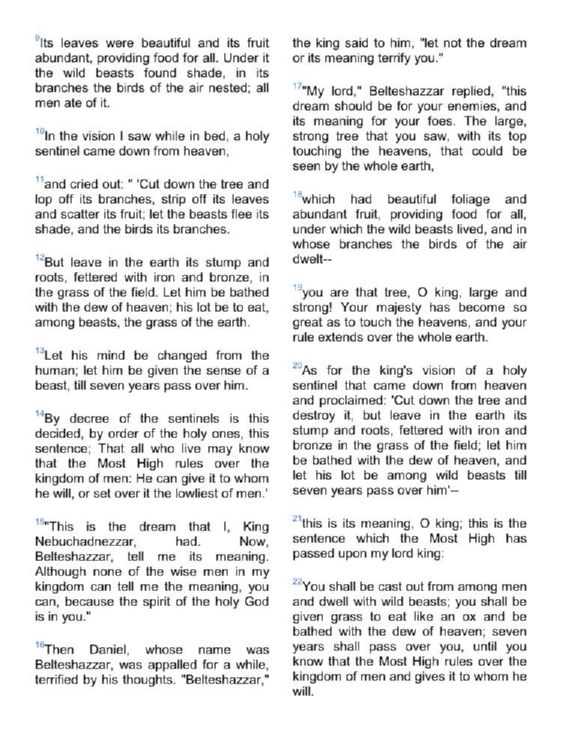 9Its leaves were beautiful and its fruit
abundant, providing food for all. Under it
the wild beasts found shade, in its
branches the birds of the air nested; all
men ate of it.
10In the vision I saw while in bed, a holy
sentinel came down from heaven,
11and cried out: " 'Cut down the tree and
lop off its branches, strip off its leaves
and scatter its fruit; let the beasts flee its
shade, and the birds its branches.
12But leave in the earth its stump and
roots, fettered with iron and bronze, in
the grass of the field. Let him be bathed
with the dew of heaven; his lot be to eat,
among beasts, the grass of the earth.
13Let his mind be changed from the
human; let him be given the sense of a
beast, till seven years pass over him.
14By decree of the sentinels is this
decided, by order of the holy ones, this
sentence; That all who live may know
that the Most High rules over the
kingdom of men: He can give it to whom
he will, or set over it the lowliest of men.'
15"This is the dream that I, King
Nebuchadnezzar, had. Now,
Belteshazzar, tell me its meaning.
Although none of the wise men in my
kingdom can tell me the meaning, you
can, because the spirit of the holy God
is in you."
16Then Daniel, whose name was
Belteshazzar, was appalled for a while,
terrified by his thoughts. "Belteshazzar,"
the king said to him, "let not the dream
or its meaning terrify you."
17"My lord," Belteshazzar replied, "this
dream should be for your enemies, and
its meaning for your foes. The large,
strong tree that you saw, with its top
touching the heavens, that could be
seen by the whole earth,
18which had beautiful foliage and
abundant fruit, providing food for all,
under which the wild beasts lived, and in
whose branches the birds of the air
dwelt--
19you are that tree, O king, large and
strong! Your majesty has become so
great as to touch the heavens, and your
rule extends over the whole earth.
20As for the king's vision of a holy
sentinel that came down from heaven
and proclaimed: 'Cut down the tree and
destroy it, but leave in the earth its
stump and roots, fettered with iron and
bronze in the grass of the field; let him
be bathed with the dew of heaven, and
let his lot be among wild beasts till
seven years pass over him'--
21this is its meaning, O king; this is the
sentence which the Most High has
passed upon my lord king:
22You shall be cast out from among men
and dwell with wild beasts; you shall be
given grass to eat like an ox and be
bathed with the dew of heaven; seven
years shall pass over you, until you
know that the Most High rules over the
kingdom of men and gives it to whom he
will.